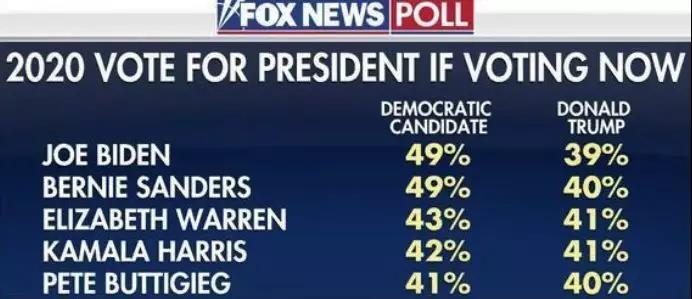 FOX NEWS POLL
2020 VOTE FOR PRESIDENT IF VOTING NOW
DEMOCRATIC CANDIDATE DONALD TRUMP
JOE BIDEN 49% 39%
BERNIE SANDERS 49% 40%
ELIZABETH WARREN 43% 41%
KAMALA HARRIS 42% 41%
PETE BUTTIGIEG 41% 40%